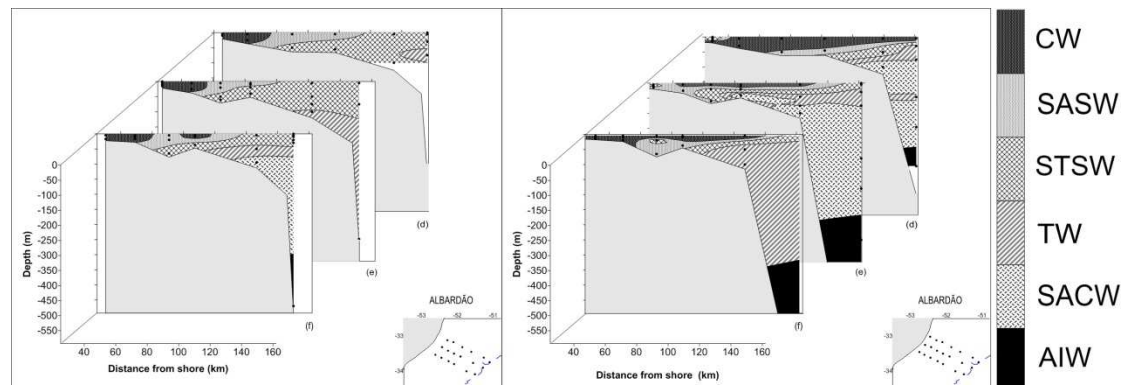 (d)
(e)
(f)
0
-50
-100
-150
-200
-250
-300
-350
-400
-450
-500
-550
Depth (m)
40 60 80 100 120 140 160
Distance from shore (km)
ALBARDÃO
-53 -52 -51
-33
-34
(d)
(e)
(f)
0
-50
-100
-150
-200
-250
-300
-350
-400
-450
-500
-550
Depth (m)
40 60 80 100 120 140 160
Distance from shore (km)
ALBARDÃO
-53 -52 -51
-33
-34
CW
SASW
STSW
TW
SACW
AIW